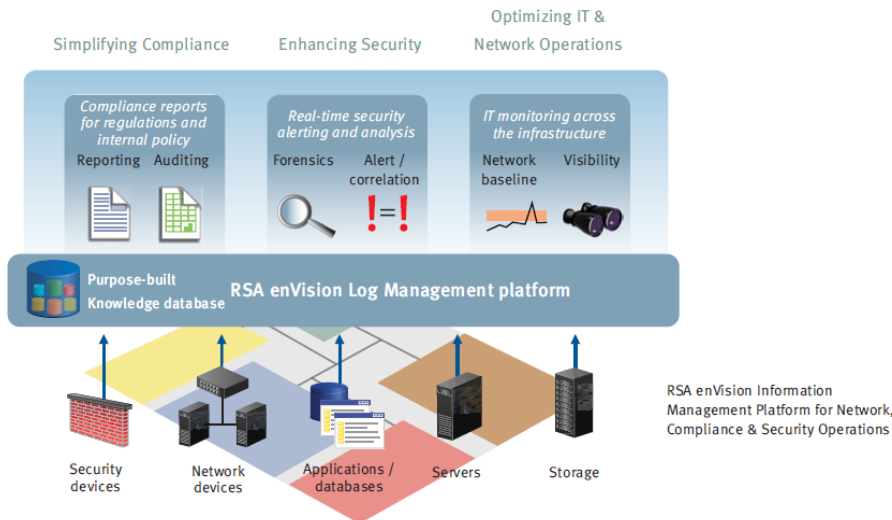 Simplifying Compliance
Enhancing Security
Optimizing IT &
Network Operations
Compliance reports
for regulations and
internal policy
Reporting Auditing
Real-time security
alerting and analysis
Forensics
Alert /
correlation
IT monitoring across
the infrastructure
Network
baseline
Visibility
Purpose-built
Knowledge database
RSA enVision Log Management platform
Security
devices
Network
devices
Applications /
databases
Servers
Storage
RSA enVision Information
Management Platform for Network,
Compliance & Security Operations